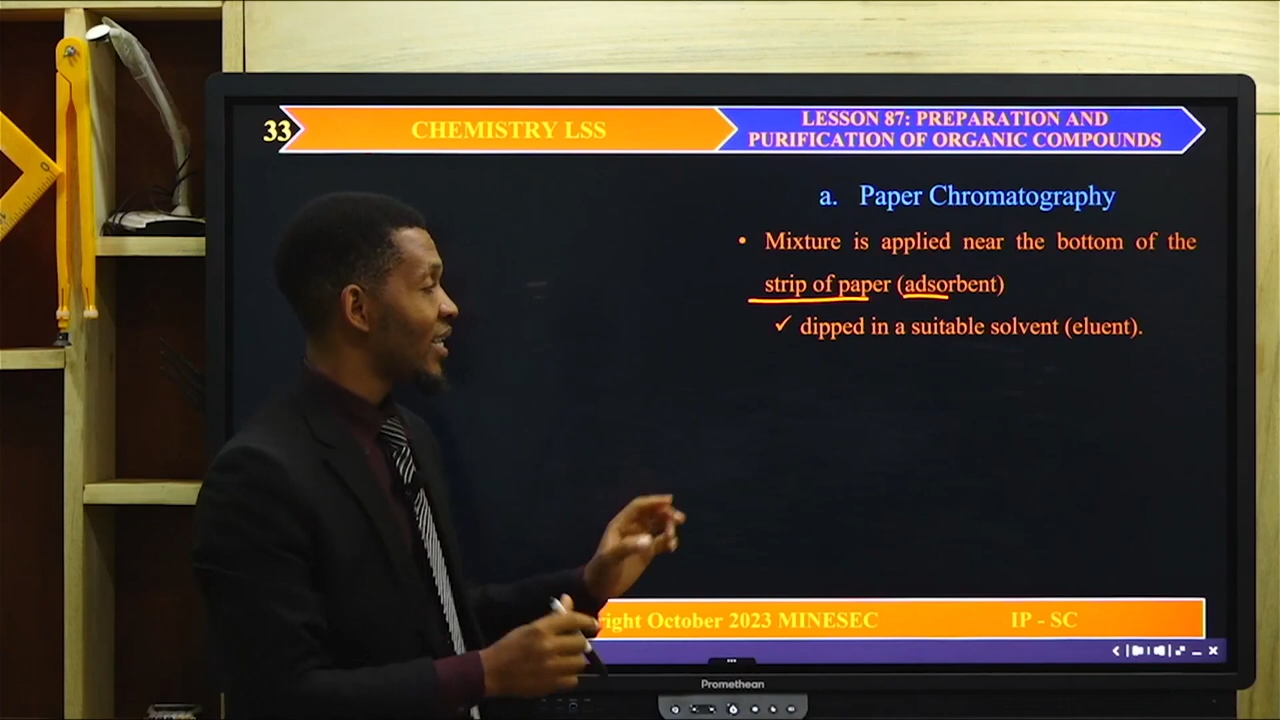 33
CHEMISTRY LSS
LESSON 87: PREPARATION AND
PURIFICATION OF ORGANIC COMPOUNDS
a. Paper Chromatography
• Mixture is applied near the bottom of the
strip of paper (adsorbent)
✓ dipped in a suitable solvent (eluent).
right October 2023 MINESEC
IP - SC
Promethean